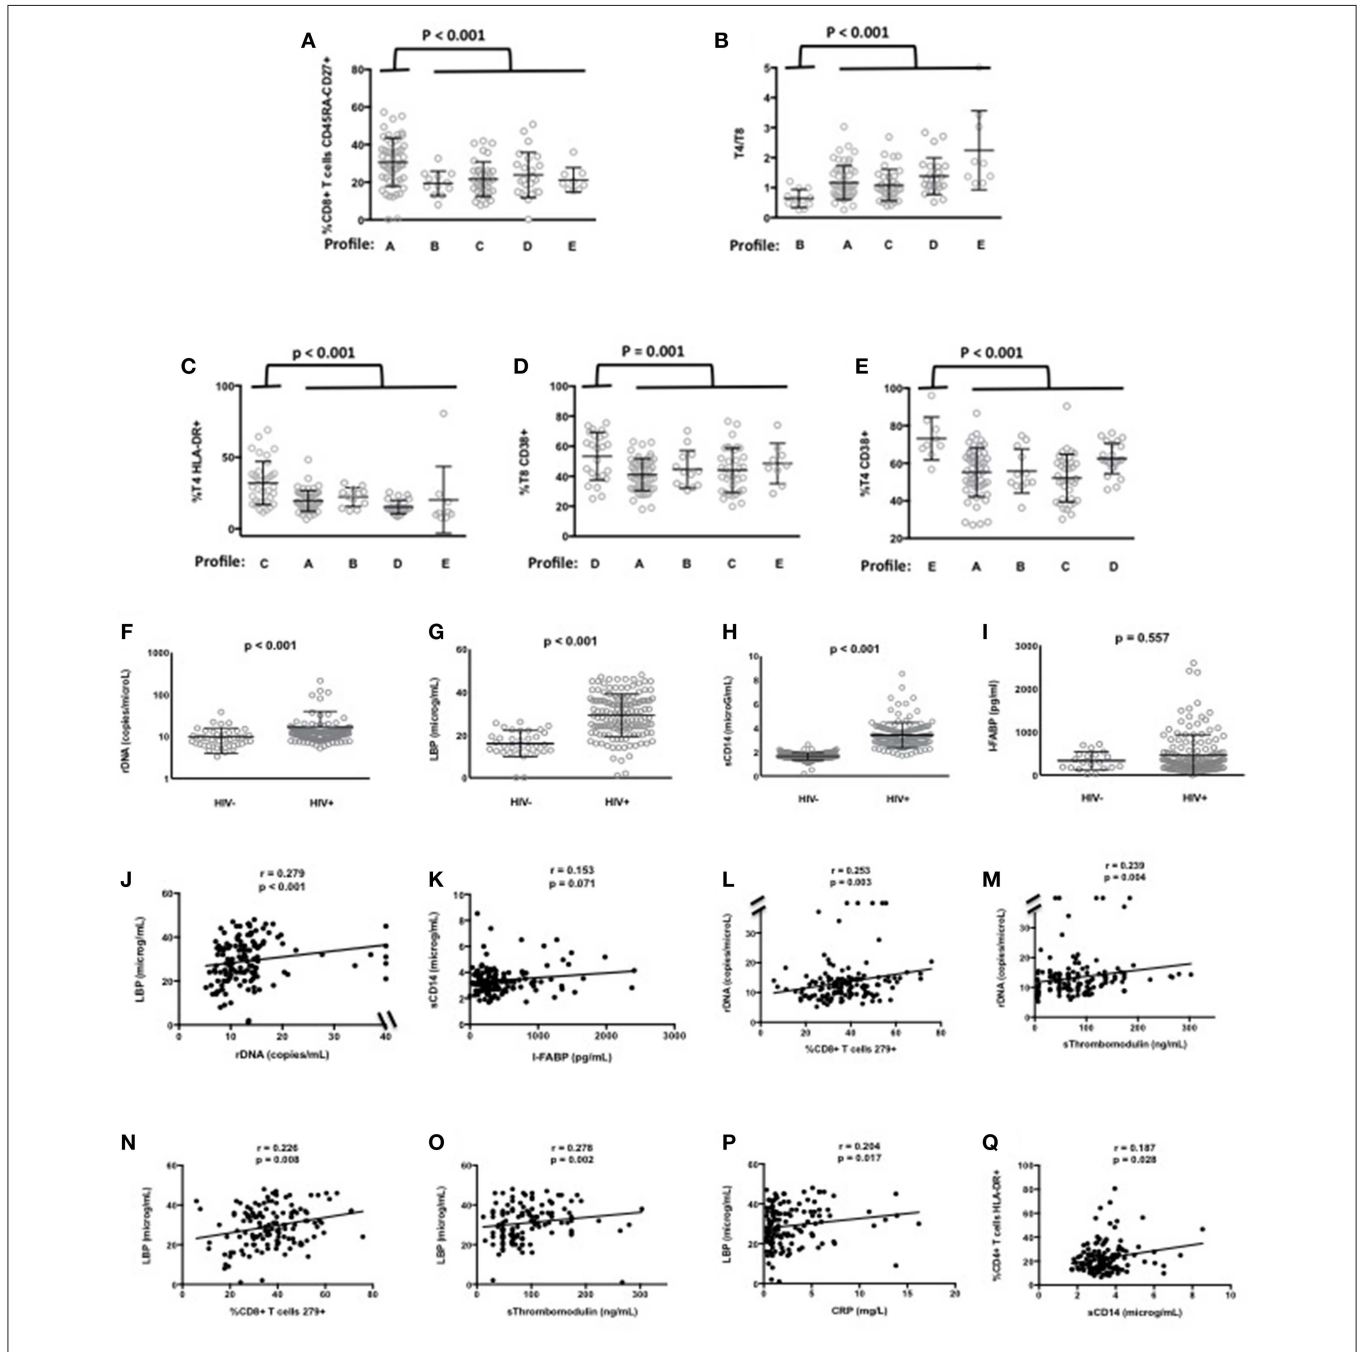 A
P < 0.001
%CD8+ T cells CD45RA-CD27+
80
60
40
20
0
Profile: A B C D E
B
P < 0.001
T4/T8
5
4
3
2
1
0
Profile: B A C D E
C
p < 0.001
%T4 HLA-DR+
100
50
0
Profile: C A B D E
D
P = 0.001
%T8 CD38+
100
80
60
40
20
0
Profile: D A B C E
E
P < 0.001
%T4 CD38+
100
80
60
40
20
Profile: E A B C D
F
p < 0.001
rDNA (copies/microL)
1000
100
10
1
HIV- HIV+
G
p < 0.001
LBP (microg/mL)
60
40
20
0
HIV- HIV+
H
p < 0.001
sCD14 (microG/mL)
10
8
6
4
2
0
HIV- HIV+
I
p = 0.557
I-FABP (pg/ml)
3000
2000
1000
0
HIV- HIV+
J
r = 0.279
p < 0.001
LBP (microg/mL)
60
40
20
0
0 10 20 30 40
rDNA (copies/mL)
K
r = 0.153
p = 0.071
sCD14 (microg/mL)
10
8
6
4
2
0
0 1000 2000 3000
I-FABP (pg/mL)
L
r = 0.253
p = 0.003
rDNA (copies/microL)
30
20
10
0
0 20 40 60 80
%CD8+ T cells 279+
M
r = 0.239
p = 0.004
rDNA (copies/microL)
30
20
10
0
0 100 200 300
sThrombomodulin (ng/mL)
N
r = 0.226
p = 0.008
LBP (microg/mL)
60
40
20
0
0 20 40 60 80
%CD8+ T cells 279+
O
r = 0.278
p = 0.002
LBP (microg/mL)
60
40
20
0
0 100 200 300
sThrombomodulin (ng/mL)
P
r = 0.204
p = 0.017
LBP (microg/mL)
60
40
20
0
0 5 10 15 20
CRP (mg/L)
Q
r = 0.187
p = 0.028
%CD4+ T cells HLA-DR+
100
80
60
40
20
0
0 2 4 6 8 10
sCD14 (microg/mL)